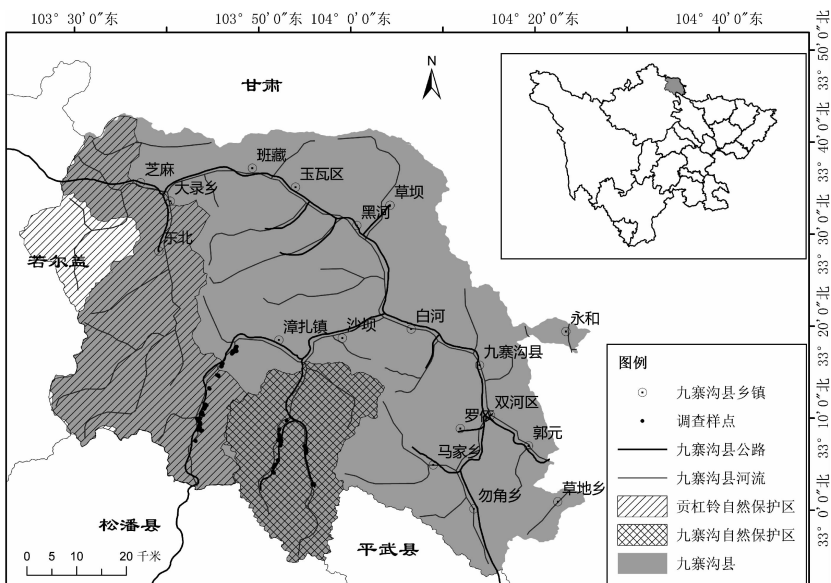 103° 30′0″东
103° 50′0″东
104° 0′0″东
104° 20′0″东
104° 40′0″东
N
甘肃
班藏
芝麻
玉瓦区
大录乡
草坝
黑河
东北
若尔盖
漳扎镇
沙坝
白河
永和
九寨沟县
双河区
罗依
郭元
马家乡
勿角乡
草地乡
松潘县
平武县
0 5 10 20 千米
图例
九寨沟县乡镇
调查样点
九寨沟县公路
九寨沟县河流
贡杠铃自然保护区
九寨沟自然保护区
九寨沟县
33° 50′0″北
33° 40′0″北
33° 30′0″北
33° 20′0″北
33° 10′0″北
33° 0′0″北